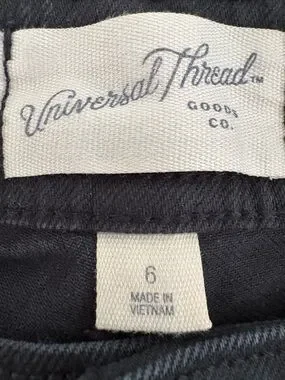 Universal Thread™
GOODS
CO.
6
MADE IN
VIETNAM